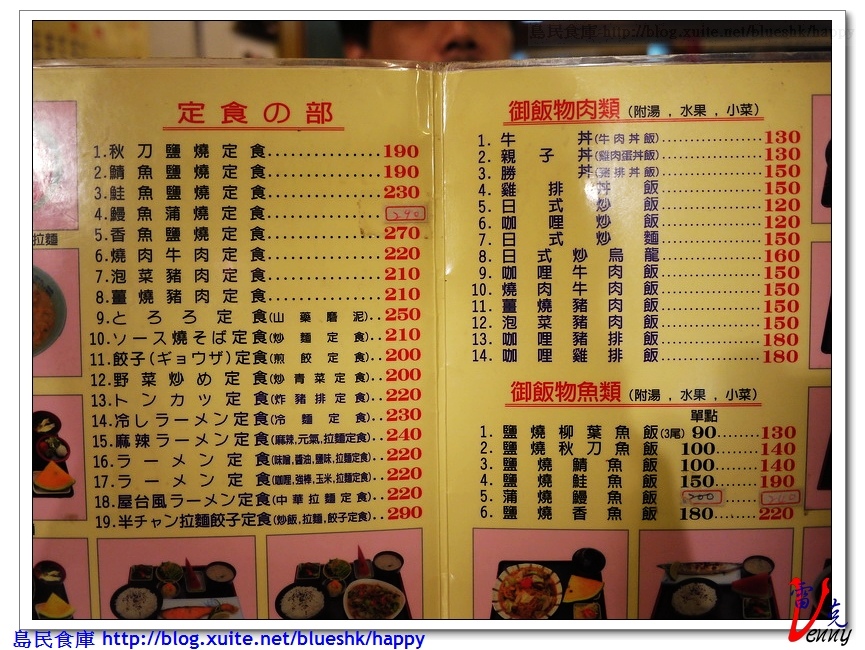 島民食庫 http://blog.xuite.net/blueshk/happy
定食の部
1.秋刀鹽燒定食................190
2.鯖魚鹽燒定食................190
3.鮭魚鹽燒定食................230
4.鰻魚蒲燒定食................290
5.香魚鹽燒定食................270
6.燒肉牛肉定食................220
7.泡菜豬肉定食................210
8.薑燒豬肉定食................210
9.とろろ定食(山藥磨泥)..250
10.ソース燒そば定食(炒麵定食)..210
11.餃子(ギョウザ)定食(煎餃定食)..200
12.野菜炒め定食(炒青菜定食)..200
13.トンカツ定食(炸豬排定食)..220
14.冷しラーメン定食(冷麵定食)..230
15.麻辣ラーメン定食(麻辣,元氣,拉麵定食)..240
16.ラーメン定食(味噌,醬油,鹽味,拉麵定食)..220
17.ラーメン定食(咖哩,強棒,玉米,拉麵定食)..220
18.屋台風ラーメン定食(中華拉麵定食)..220
19.半チャン拉麵餃子定食(炒飯,拉麵,餃子定食)..290
拉麵
御飯物肉類(附湯,水果,小菜)
1.牛丼(牛肉丼飯)................130
2.親子丼(雞肉蛋丼飯)................130
3.勝丼(豬排丼飯)................150
4.雞排丼飯................150
5.日式炒飯................120
6.咖哩炒飯................120
7.日式炒麵................150
8.日式炒烏龍................160
9.咖哩牛肉飯................150
10.燒肉牛肉飯................150
11.薑燒豬肉飯................150
12.泡菜豬肉飯................150
13.咖哩豬排飯................180
14.咖哩雞排飯................180
御飯物魚類(附湯,水果,小菜)
單點
1.鹽燒柳葉魚飯(3尾) 90........130
2.鹽燒秋刀魚飯 100........140
3.鹽燒鯖魚飯 100........140
4.鹽燒鮭魚飯 150........190
5.蒲燒鰻魚飯 200......
6.鹽燒香魚飯 180........220
雷克
Venny
島民食庫 http://blog.xuite.net/blueshk/happy